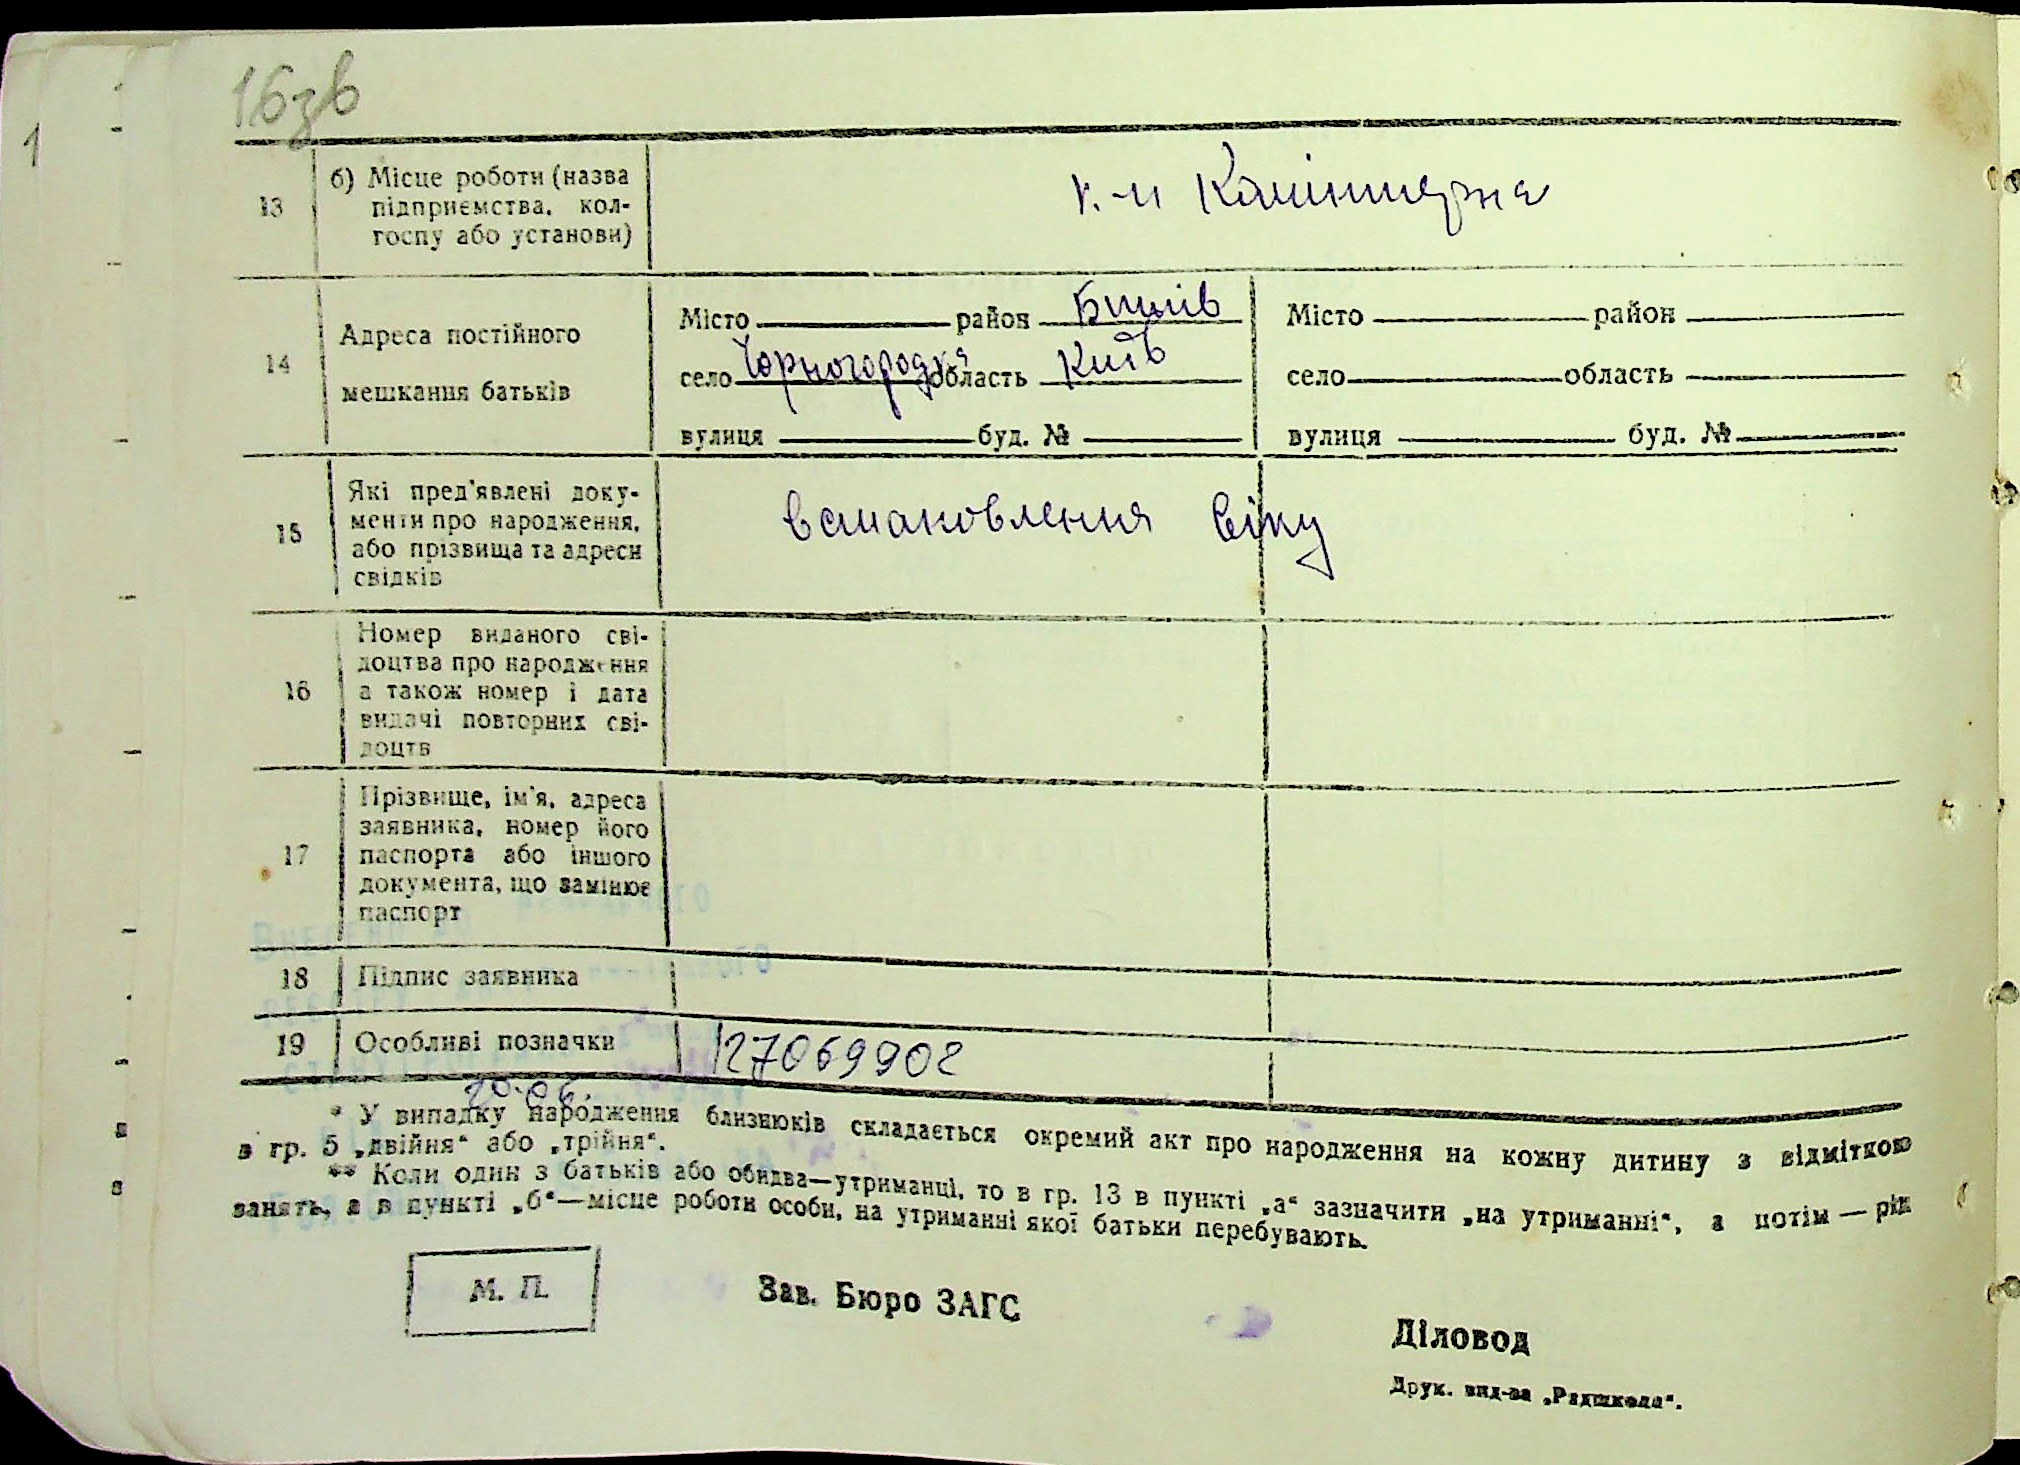 16зв
1
13
б) Місце роботи (назва
підприємства, кол-
госпу або установи)
к-п Комінтерна
14
Адреса постійного
мешкання батьків
Місто район Бишів
село Чорногородка область Київ
вулиця буд. №
Місто район
село область
вулиця буд. №
15
Які пред'явлені доку-
менти про народження,
або прізвища та адреси
свідків
встановлення віку
16
Номер виданого сві-
доцтва про народження
а також номер і дата
видачі повторних сві-
доцтв
17
Прізвище, ім'я, адреса
заявника, номер його
паспорта або іншого
документа, що замінює
паспорт
18 Підпис заявника
19 Особливі позначки 27069902
20.06.
* У випадку народження близнюків складається окремий акт про народження на кожну дитину з відміткою
в гр. 5 „двійня“ або „трійня“.
** Коли один з батьків або обидва—утриманці, то в гр. 13 в пункті „а“ зазначити „на утриманні“, а потім — рід
занять, а в пункті „б“—місце роботи особи, на утриманні якої батьки перебувають.
М. П.
Зав. Бюро ЗАГС
Діловод
Друк. вид-ва „Радшкола“.